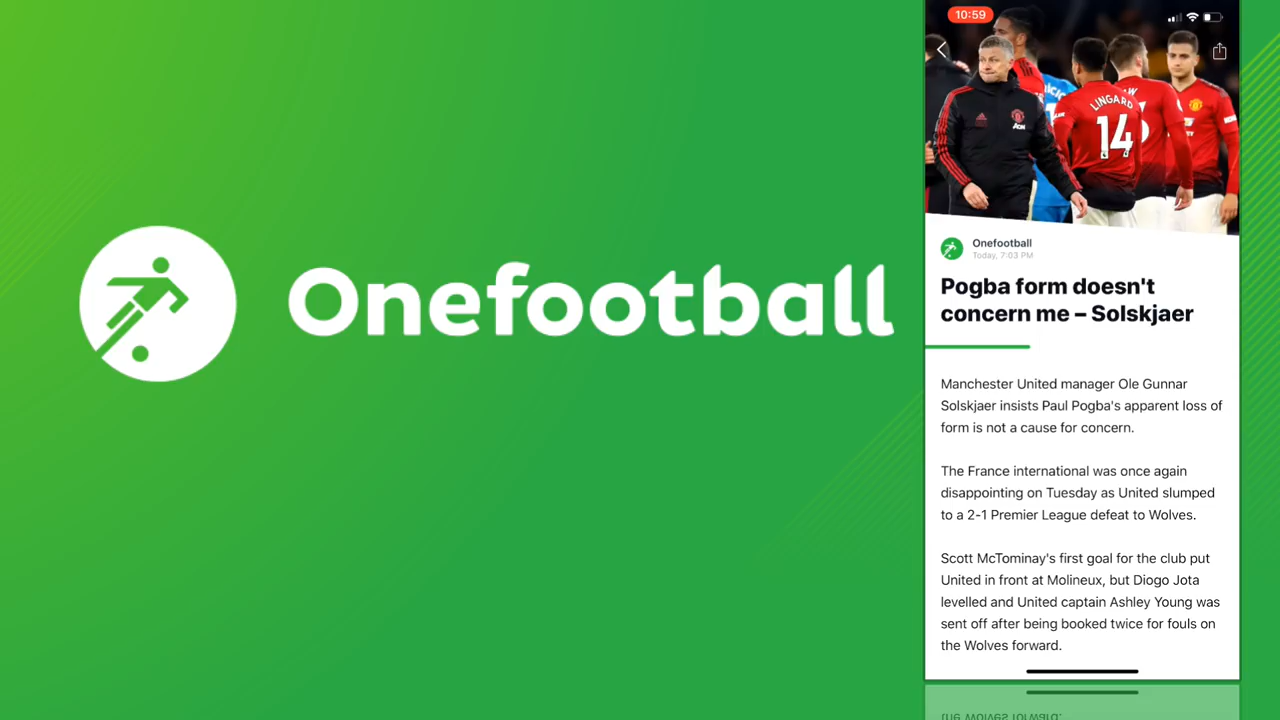 Onefootball
10:59
LINGARD
14
AON
Onefootball
Today, 7:03 PM
Pogba form doesn't
concern me – Solskjaer
Manchester United manager Ole Gunnar
Solskjaer insists Paul Pogba's apparent loss of
form is not a cause for concern.
The France international was once again
disappointing on Tuesday as United slumped
to a 2-1 Premier League defeat to Wolves.
Scott McTominay's first goal for the club put
United in front at Molineux, but Diogo Jota
levelled and United captain Ashley Young was
sent off after being booked twice for fouls on
the Wolves forward.
the Wolves forward.